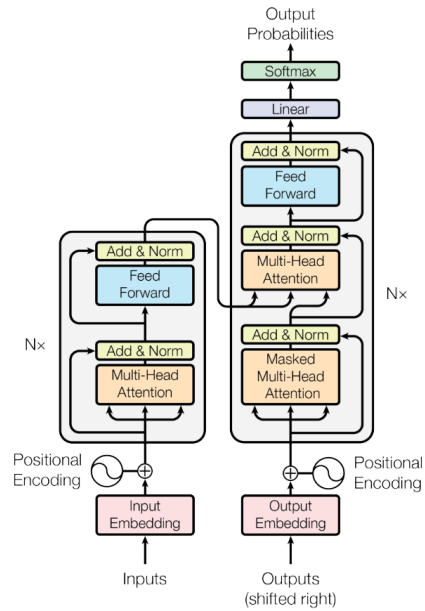 Output
Probabilities
Softmax
Linear
Add & Norm
Feed
Forward
Add & Norm
Multi-Head
Attention
Nx
Add & Norm
Masked
Multi-Head
Attention
Add & Norm
Feed
Forward
Nx
Add & Norm
Multi-Head
Attention
Positional
Encoding
Positional
Encoding
Input
Embedding
Output
Embedding
Inputs
Outputs
(shifted right)